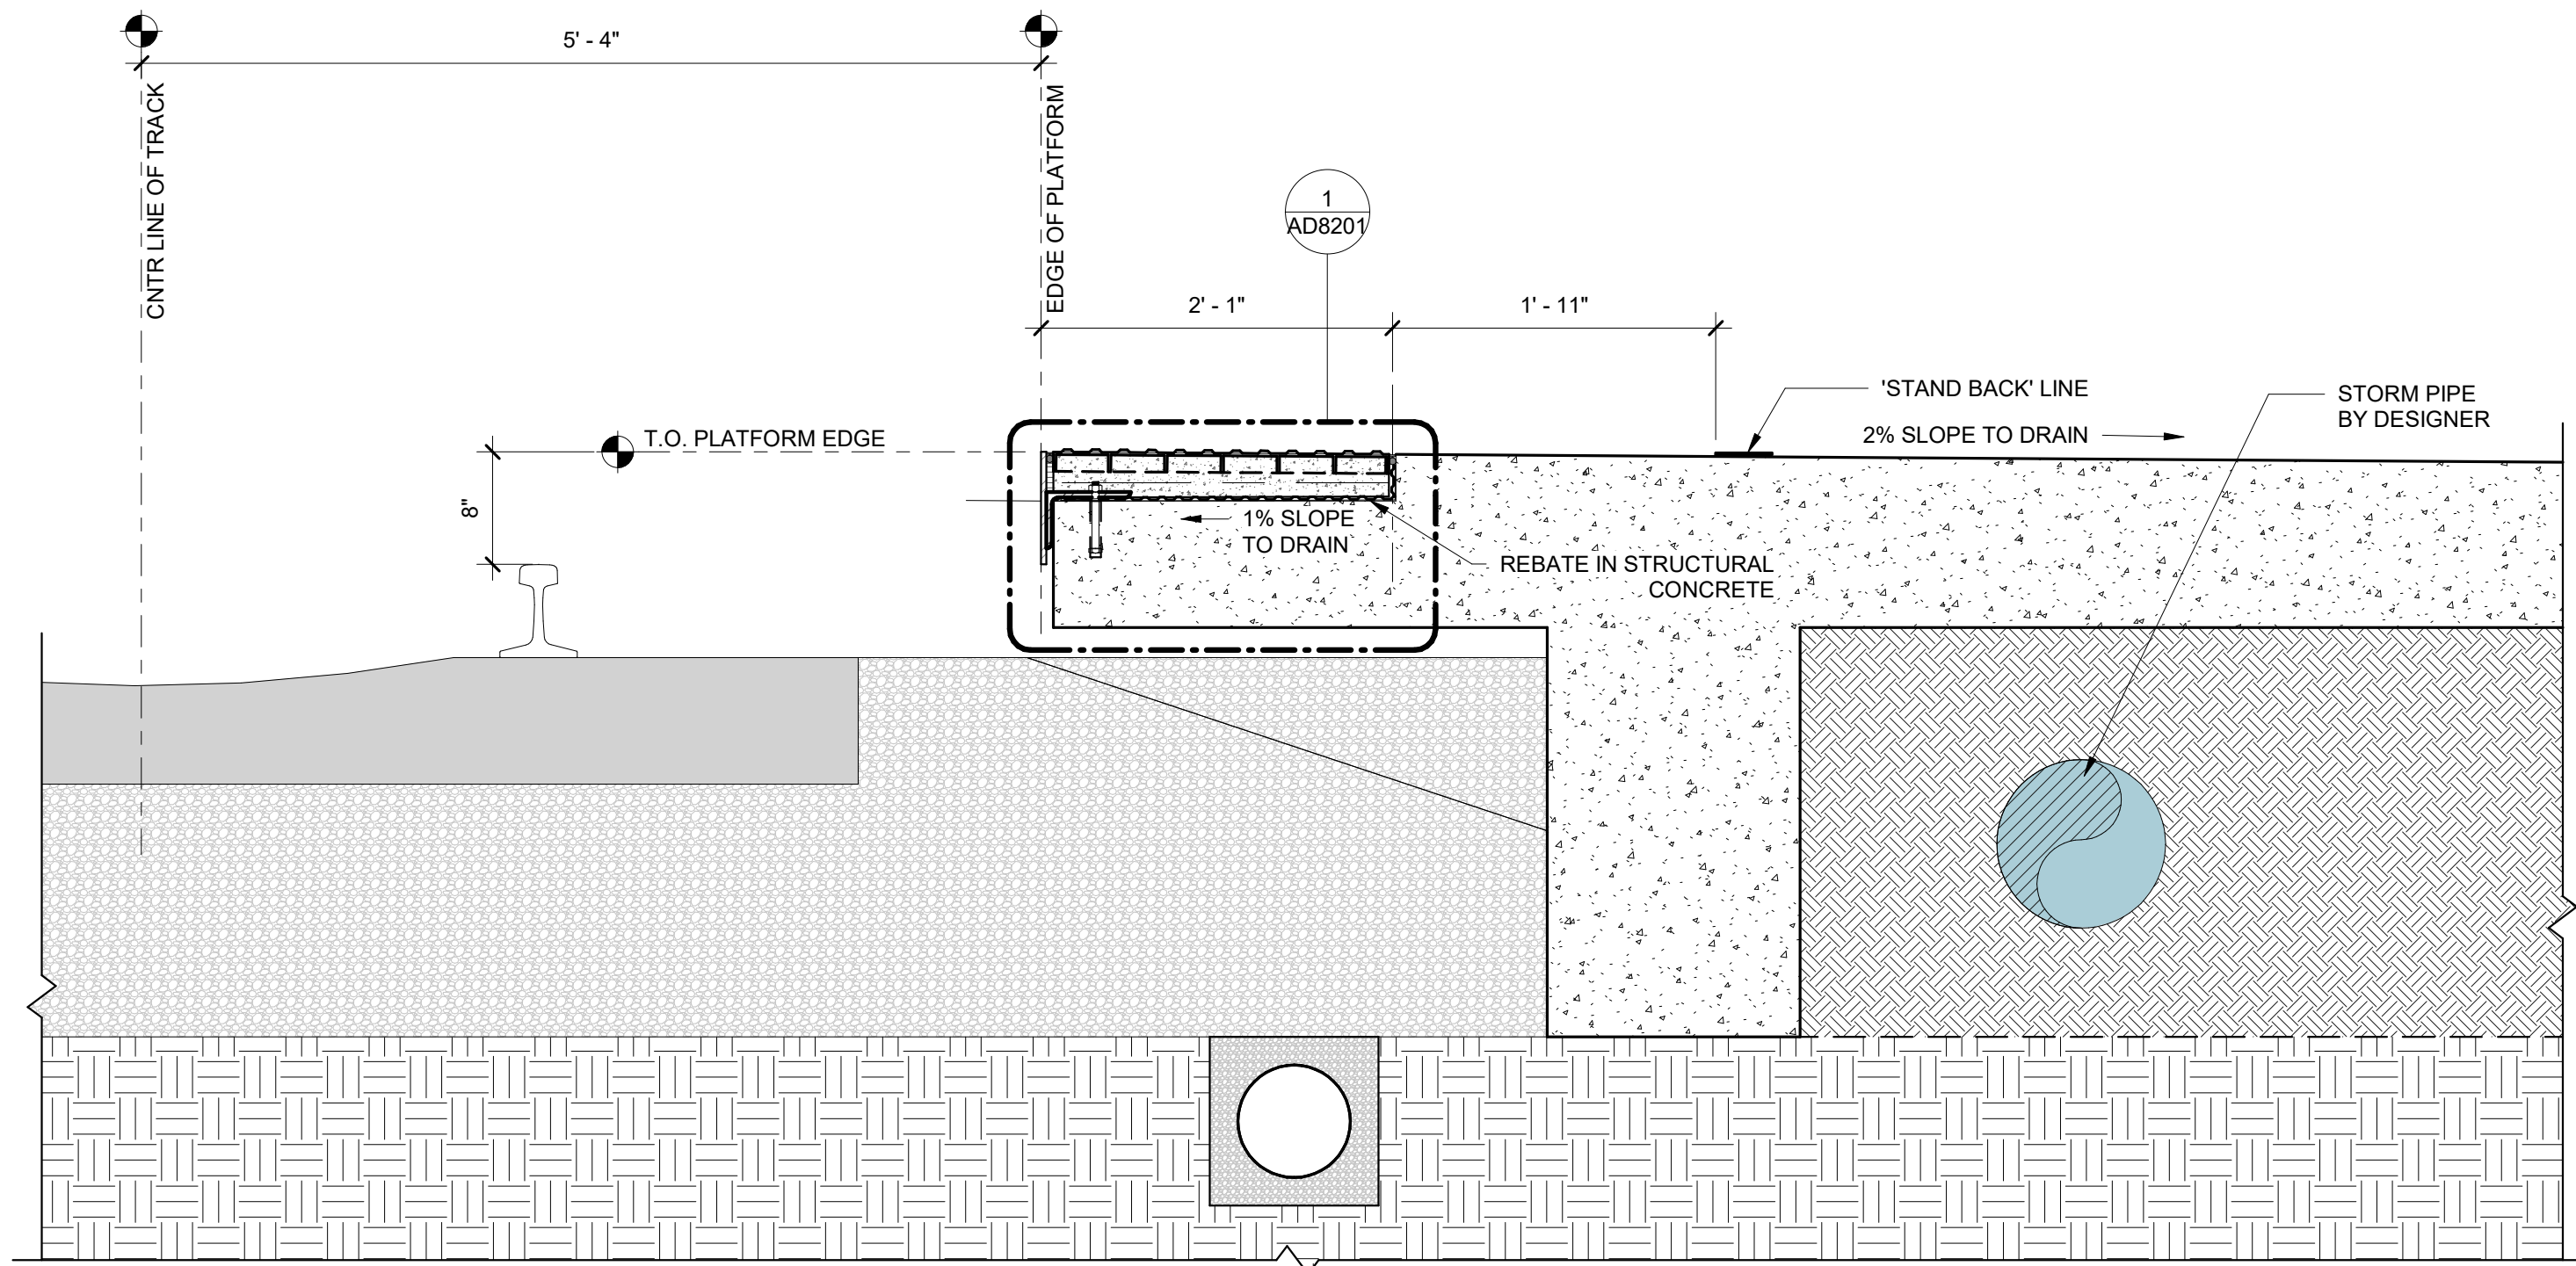 5' - 4"
CNTR LINE OF TRACK
EDGE OF PLATFORM
1
AD8201
2' - 1"
1' - 11"
'STAND BACK' LINE
2% SLOPE TO DRAIN
STORM PIPE
BY DESIGNER
T.O. PLATFORM EDGE
8"
1% SLOPE
TO DRAIN
REBATE IN STRUCTURAL
CONCRETE